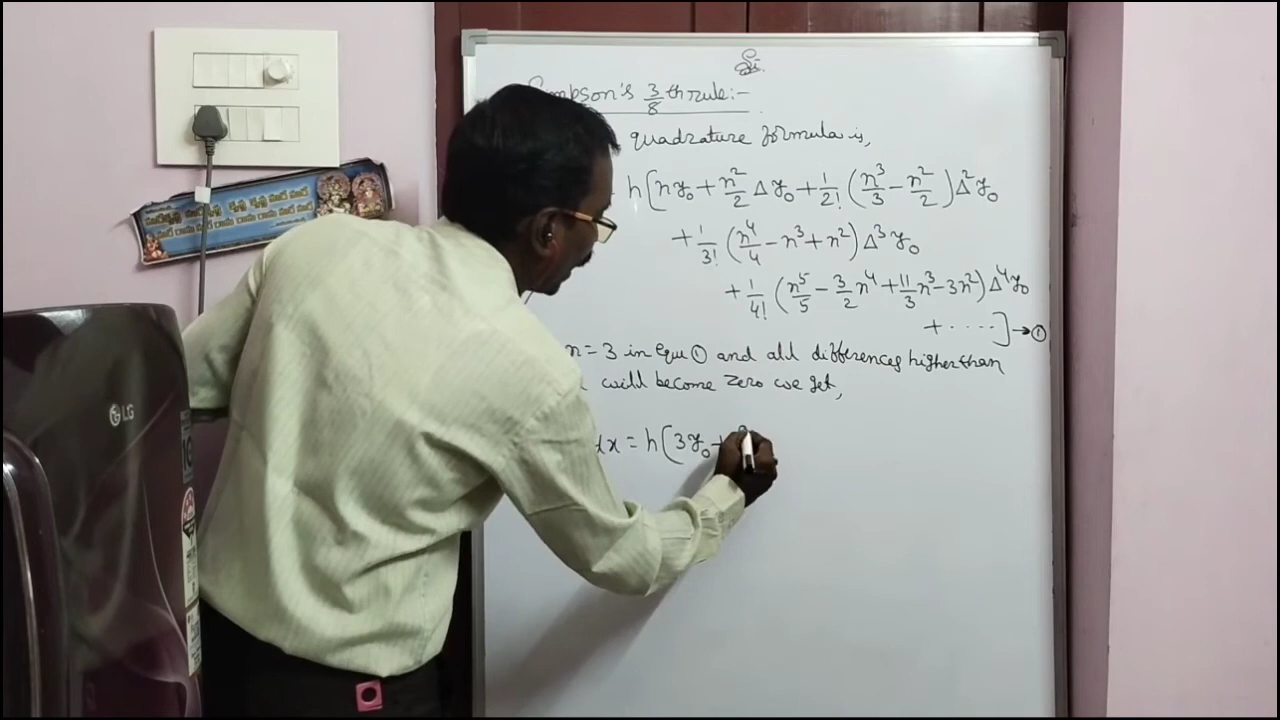 Simpson's 3/8 th rule:-
quadrature formula is,
h[ny₀ + n²/2 Δy₀ + 1/2! (n³/3 - n²/2) Δ²y₀
+ 1/3! (n⁴/4 - n³ + n²) Δ³y₀
+ 1/4! (n⁵/5 - 3/2 n⁴ + 11/3 n³ - 3n²) Δ⁴y₀
+ ....] → ①
n = 3 in equ ① and all differences higher than
will become zero we get,
dx = h[3y₀ +
LG